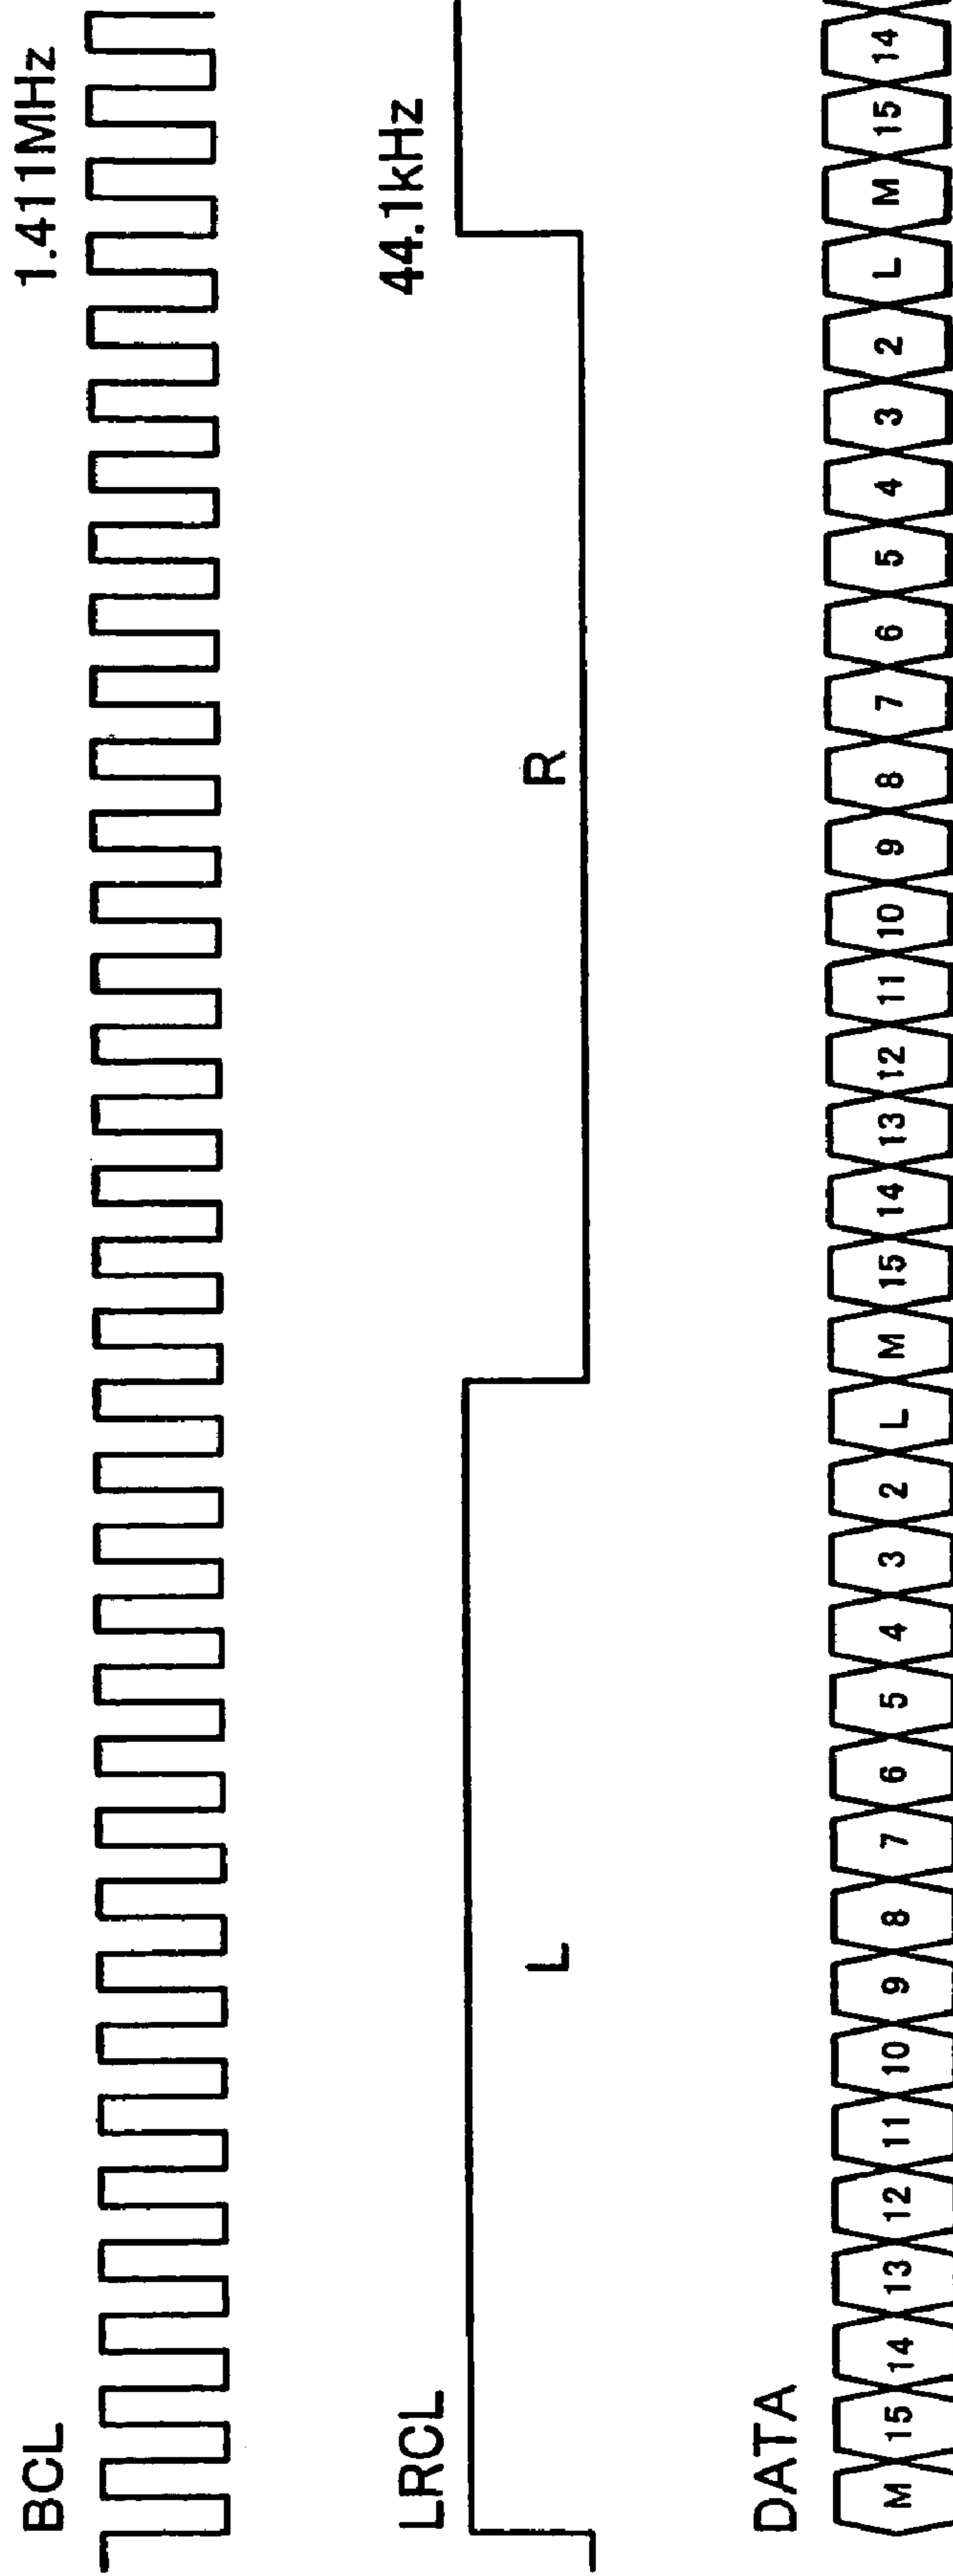 BCL 1.411MHz
LRCL 44.1kHz
L R
DATA
M 15 14 13 12 11 10 9 8 7 6 5 4 3 2 L M 15 14 13 12 11 10 9 8 7 6 5 4 3 2 L M 15 14